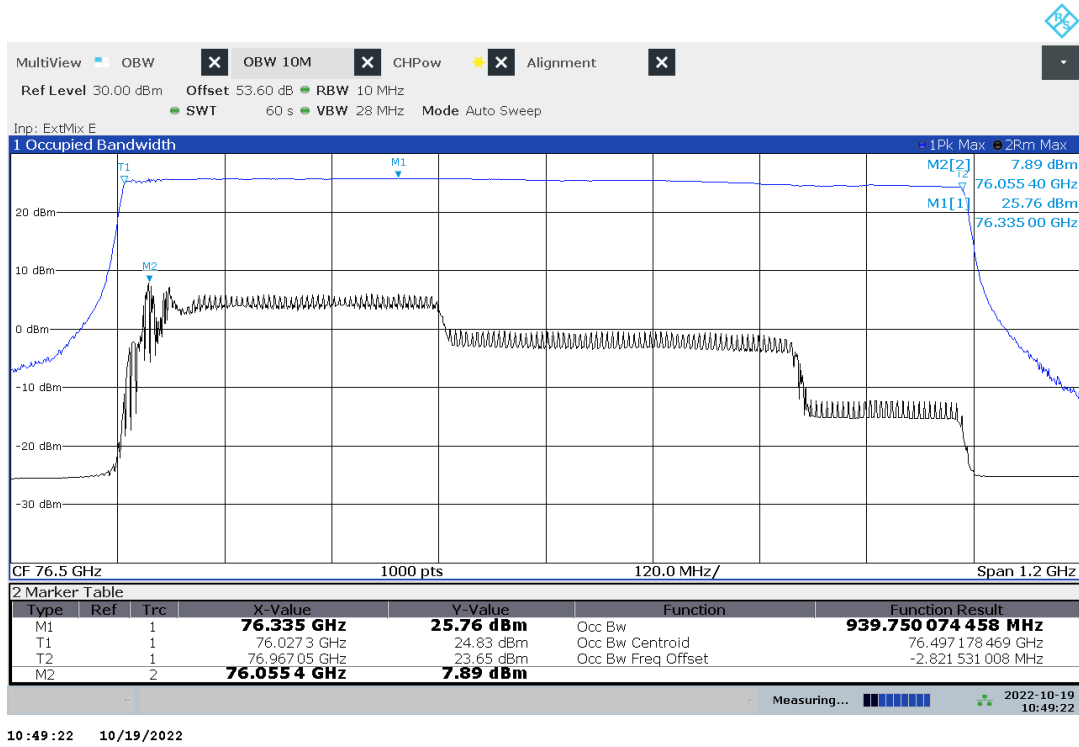 R&S
MultiView OBW OBW 10M CHPow Alignment
Ref Level 30.00 dBm Offset 53.60 dB RBW 10 MHz
SWT 60 s VBW 28 MHz Mode Auto Sweep
Inp: ExtMix E
1 Occupied Bandwidth 1Pk Max 2Rm Max
M2[2] 7.89 dBm
76.055 40 GHz
M1[1] 25.76 dBm
76.335 00 GHz
T1
M1
T2
20 dBm
10 dBm
M2
0 dBm
-10 dBm
-20 dBm
-30 dBm
CF 76.5 GHz 1000 pts 120.0 MHz/ Span 1.2 GHz
2 Marker Table
Type Ref Trc X-Value Y-Value Function Function Result
M1 1 76.335 GHz 25.76 dBm Occ Bw 939.750 074 458 MHz
T1 1 76.027 3 GHz 24.83 dBm Occ Bw Centroid 76.497 178 469 GHz
T2 1 76.967 05 GHz 23.65 dBm Occ Bw Freq Offset -2.821 531 008 MHz
M2 2 76.055 4 GHz 7.89 dBm
Measuring... 2022-10-19
10:49:22
10:49:22 10/19/2022